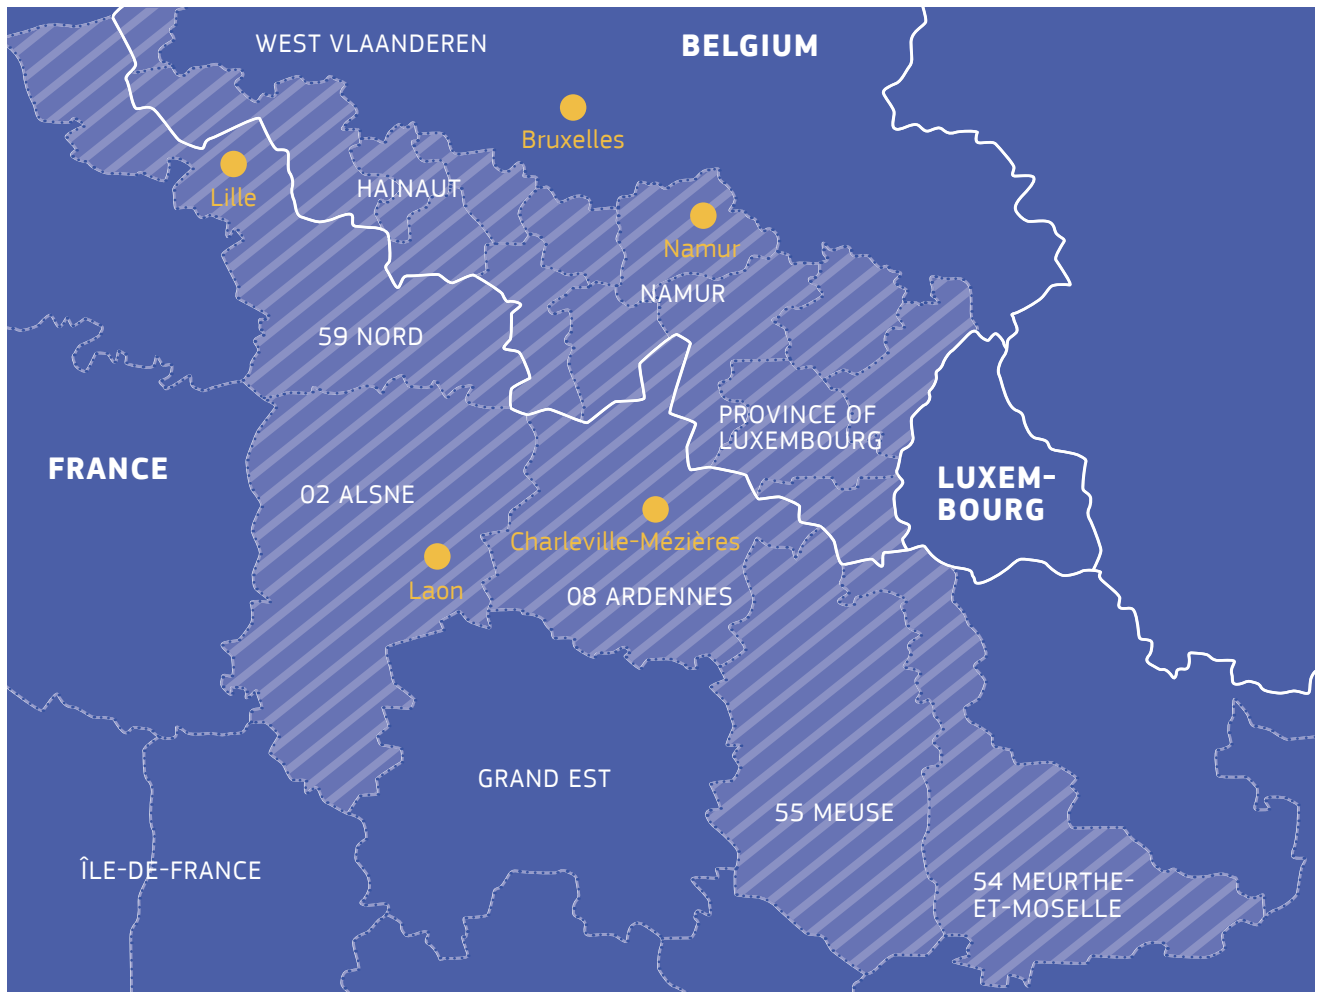 WEST VLAANDEREN
BELGIUM
Bruxelles
Lille
HAINAUT
Namur
NAMUR
59 NORD
PROVINCE OF
LUXEMBOURG
FRANCE
LUXEM-
BOURG
02 ALSNE
Charleville-Mézières
Laon
08 ARDENNES
GRAND EST
55 MEUSE
ÎLE-DE-FRANCE
54 MEURTHE-
ET-MOSELLE